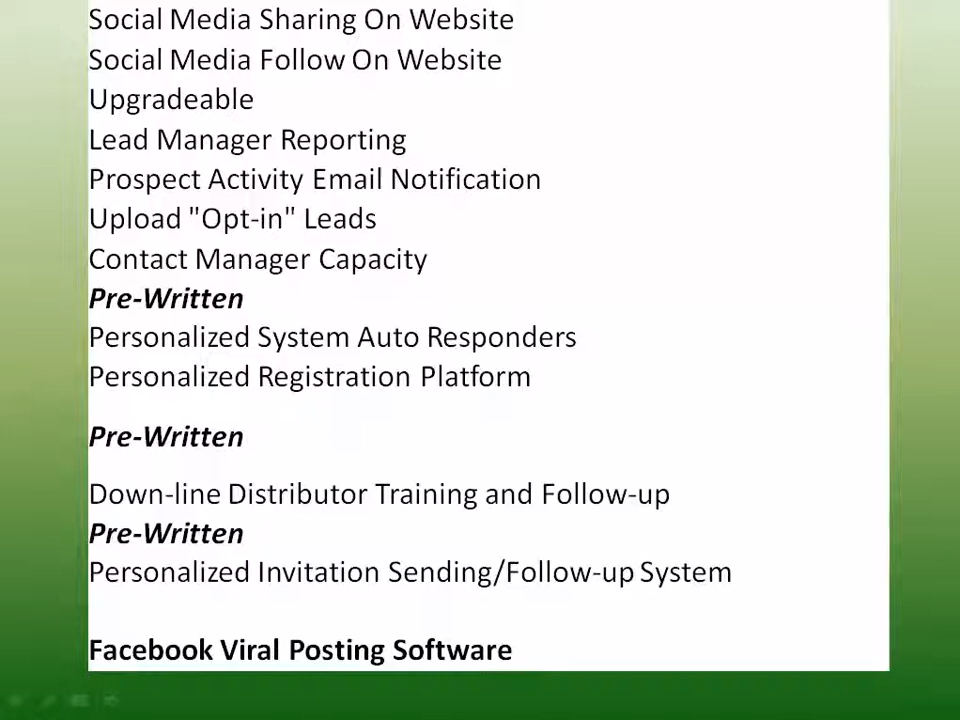 Social Media Sharing On Website
Social Media Follow On Website
Upgradeable
Lead Manager Reporting
Prospect Activity Email Notification
Upload "Opt-in" Leads
Contact Manager Capacity
Pre-Written
Personalized System Auto Responders
Personalized Registration Platform
Pre-Written
Down-line Distributor Training and Follow-up
Pre-Written
Personalized Invitation Sending/Follow-up System
Facebook Viral Posting Software